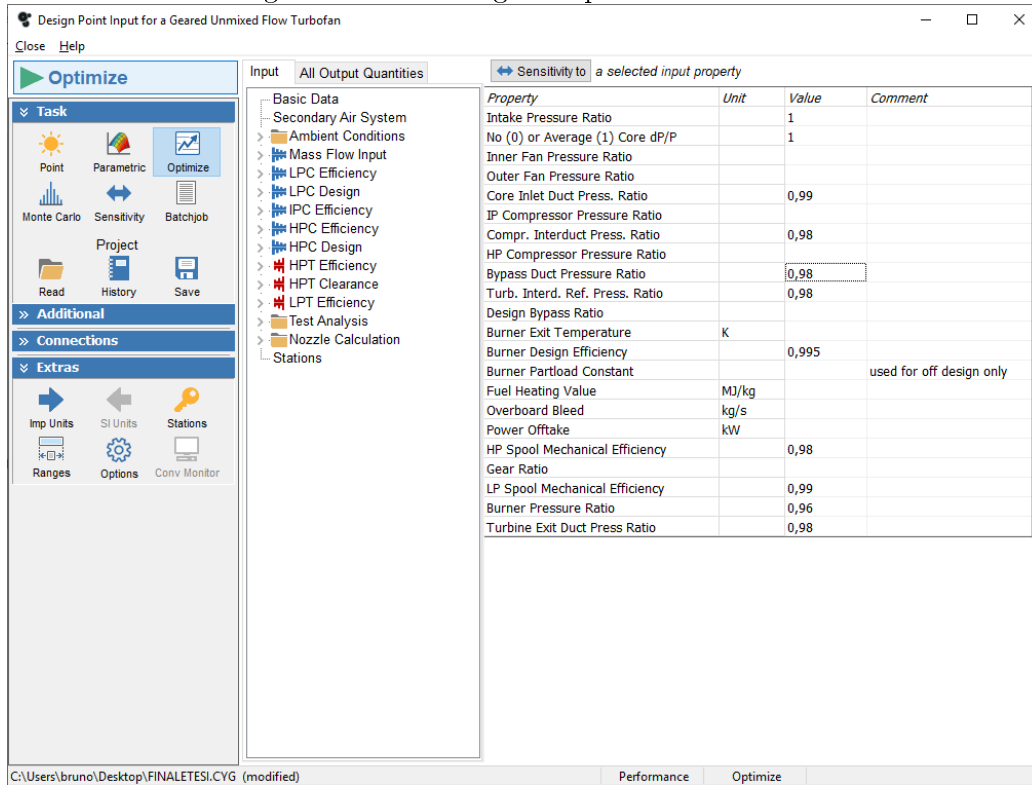 Design Point Input for a Geared Unmixed Flow Turbofan
Close Help
Optimize
Task
Point Parametric Optimize
Monte Carlo Sensitivity Batchjob
Project
Read History Save
Additional
Connections
Extras
Imp Units SI Units Stations
Ranges Options Conv Monitor
Input All Output Quantities
Basic Data
Secondary Air System
Ambient Conditions
Mass Flow Input
LPC Efficiency
LPC Design
IPC Efficiency
HPC Efficiency
HPC Design
HPT Efficiency
HPT Clearance
LPT Efficiency
Test Analysis
Nozzle Calculation
Stations
Sensitivity to a selected input property
Property Unit Value Comment
Intake Pressure Ratio 1
No (0) or Average (1) Core dP/P 1
Inner Fan Pressure Ratio
Outer Fan Pressure Ratio
Core Inlet Duct Press. Ratio 0,99
IP Compressor Pressure Ratio
Compr. Interduct Press. Ratio 0,98
HP Compressor Pressure Ratio
Bypass Duct Pressure Ratio 0,98
Turb. Interd. Ref. Press. Ratio 0,98
Design Bypass Ratio
Burner Exit Temperature K
Burner Design Efficiency 0,995
Burner Partload Constant used for off design only
Fuel Heating Value MJ/kg
Overboard Bleed kg/s
Power Offtake kW
HP Spool Mechanical Efficiency 0,98
Gear Ratio
LP Spool Mechanical Efficiency 0,99
Burner Pressure Ratio 0,96
Turbine Exit Duct Press Ratio 0,98
C:\Users\bruno\Desktop\FINALETESI.CYG (modified) Performance Optimize